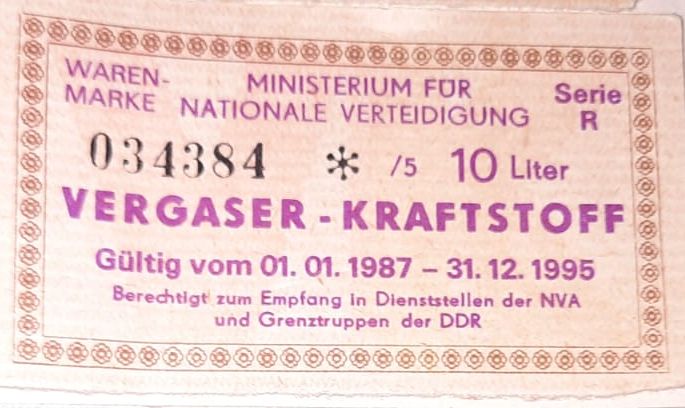 WAREN- MINISTERIUM FÜR Serie
MARKE NATIONALE VERTEIDIGUNG R
034384 * /5 10 Liter
VERGASER - KRAFTSTOFF
Gültig vom 01. 01. 1987 – 31. 12. 1995
Berechtigt zum Empfang in Dienststellen der NVA
und Grenztruppen der DDR